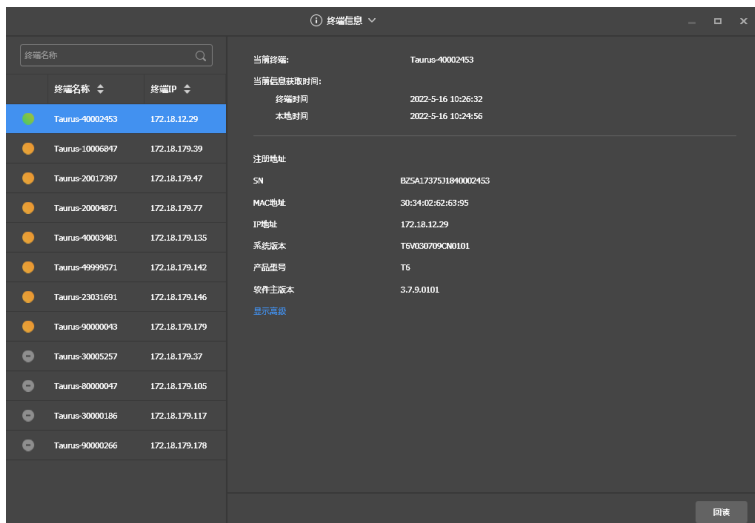 终端信息
终端名称
终端名称 终端IP
Taurus-40002453 172.18.12.29
Taurus-10006847 172.18.179.39
Taurus-20017397 172.18.179.47
Taurus-20004871 172.18.179.77
Taurus-40003481 172.18.179.135
Taurus-49999571 172.18.179.142
Taurus-23031691 172.18.179.146
Taurus-90000043 172.18.179.179
Taurus-30005257 172.18.179.37
Taurus-80000047 172.18.179.105
Taurus-30000186 172.18.179.117
Taurus-90000266 172.18.179.178
当前终端: Taurus-40002453
当前信息获取时间:
终端时间 2022-5-16 10:26:32
本地时间 2022-5-16 10:24:56
注册地址
SN BZSA17375J1840002453
MAC地址 30:34:02:62:63:95
IP地址 172.18.12.29
系统版本 T6V030709CN0101
产品型号 T6
软件主版本 3.7.9.0101
显示高级
回读